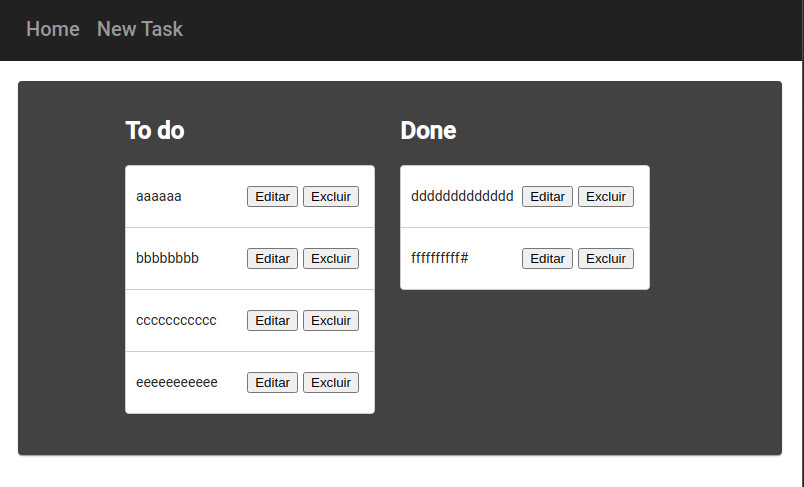 Home New Task
To do
aaaaaa Editar Excluir
bbbbbbbb Editar Excluir
ccccccccccc Editar Excluir
eeeeeeeeeee Editar Excluir
Done
ddddddddddddd Editar Excluir
ffffffffff# Editar Excluir